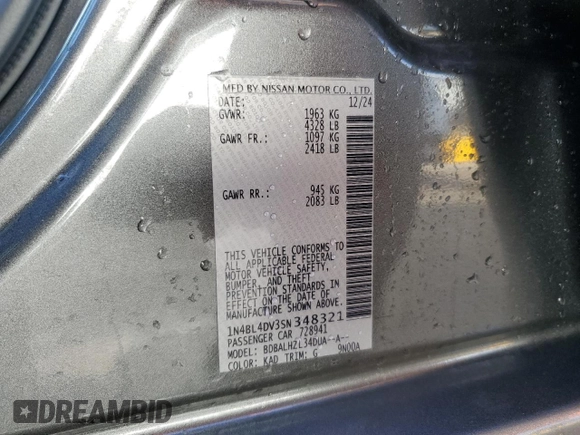 MFD BY NISSAN MOTOR CO., LTD.
DATE: 12/24
GVWR: 1963 KG
4328 LB
GAWR FR.: 1097 KG
2418 LB
GAWR RR.: 945 KG
2083 LB
THIS VEHICLE CONFORMS TO
ALL APPLICABLE FEDERAL
MOTOR VEHICLE SAFETY,
BUMPER, AND THEFT
PREVENTION STANDARDS IN
EFFECT ON THE DATE OF
MANUFACTURE SHOWN ABOVE.
1N4BL4DV3SN348321
PASSENGER CAR 728941
MODEL: BDBALH2L34DUA--A--
COLOR: KAD TRIM: G 9N00A
DREAMBID